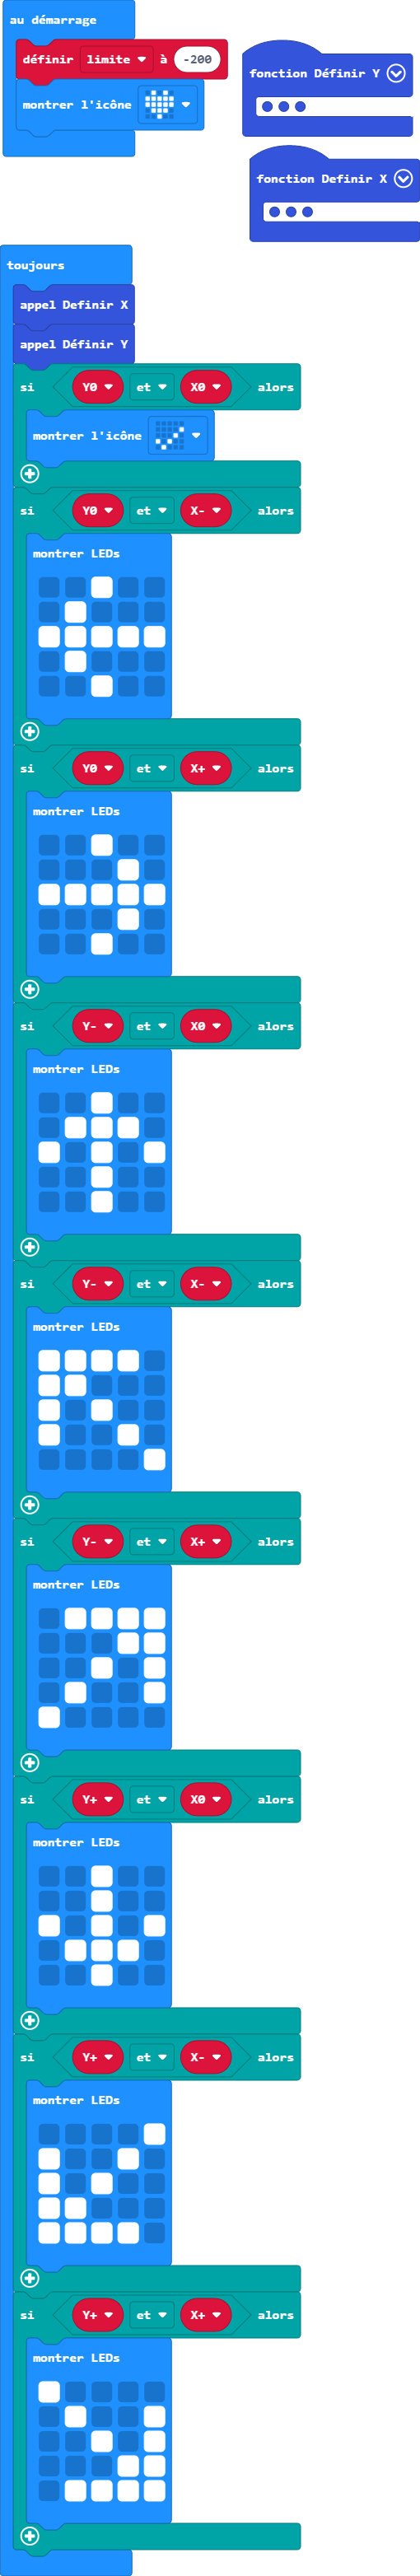 au démarrage
définir limite à -200
montrer l'icône
fonction Définir Y
fonction Definir X
toujours
appel Definir X
appel Définir Y
si Y0 et X0 alors
montrer l'icône
si Y0 et X- alors
montrer LEDs
si Y0 et X+ alors
montrer LEDs
si Y- et X0 alors
montrer LEDs
si Y- et X- alors
montrer LEDs
si Y- et X+ alors
montrer LEDs
si Y+ et X0 alors
montrer LEDs
si Y+ et X- alors
montrer LEDs
si Y+ et X+ alors
montrer LEDs